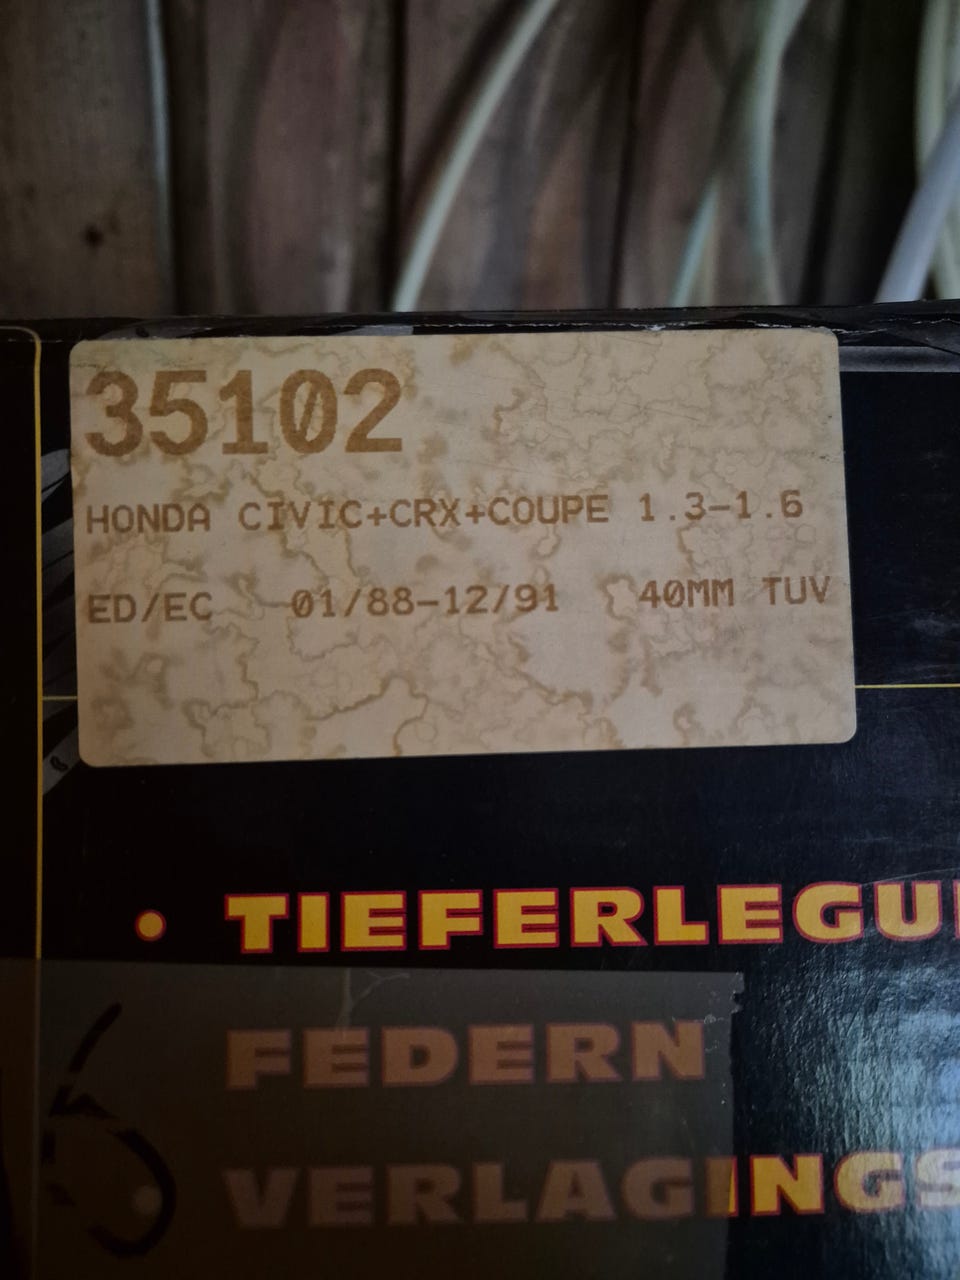 35102
HONDA CIVIC+CRX+COUPE 1.3-1.6
ED/EC 01/88-12/91 40MM TUV
• TIEFERLEGU
FEDERN
VERLAGINGS